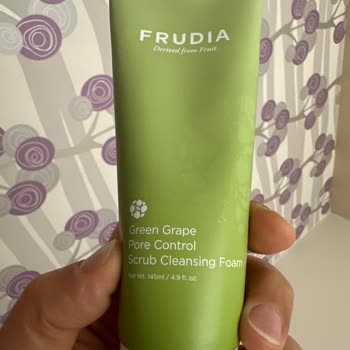 FRUDIA
Derived from Fruit
Green Grape
Pore Control
Scrub Cleansing Foam
Net Wt. 145ml / 4.9 fl. oz.